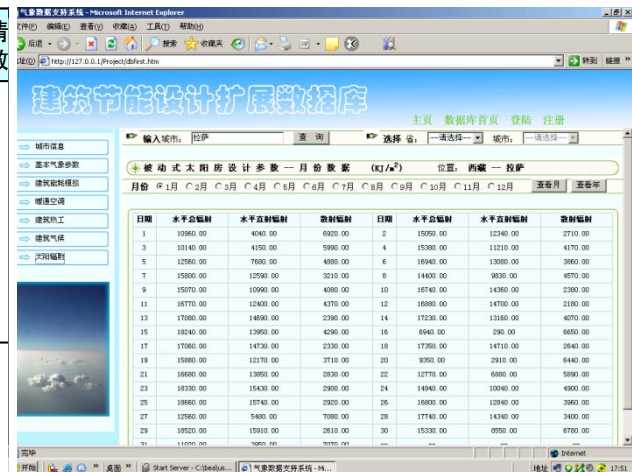 气象数据支持系统 - Microsoft Internet Explorer
文件(F) 编辑(E) 查看(V) 收藏(A) 工具(T) 帮助(H)
后退 搜索 收藏夹
地址(D) http://127.0.0.1/Project/dbfirst.htm 转到 链接 »
建筑节能设计扩展数据库
主页 数据库首页 登陆 注册
输入城市: 拉萨 查 询 选择 省: --请选择-- 城市: --请选择--
城市信息
基本气象参数
建筑能耗模拟
暖通空调
建筑热工
建筑气候
太阳辐射
被 动 式 太 阳 房 设 计 参 数 -- 月 份 数 据 (KJ/m²) 位置: 西藏 -- 拉萨
月份 1月 2月 3月 4月 5月 6月 7月 8月 9月 10月 11月 12月 查看月 查看年
日期 水平总辐射 水平直射辐射 散射辐射 日期 水平总辐射 水平直射辐射 散射辐射
1 10960.00 4040.00 6920.00 2 15050.00 12340.00 2710.00
3 10140.00 4150.00 5990.00 4 15380.00 11210.00 4170.00
5 12560.00 7680.00 4880.00 6 16940.00 13080.00 3860.00
7 15800.00 12590.00 3210.00 8 14400.00 9830.00 4570.00
9 15070.00 10990.00 4080.00 10 16740.00 14360.00 2380.00
11 16770.00 12400.00 4370.00 12 16880.00 14700.00 2180.00
13 17080.00 14690.00 2390.00 14 17230.00 13160.00 4070.00
15 18240.00 13950.00 4290.00 16 6940.00 290.00 6650.00
17 17060.00 14730.00 2330.00 18 17350.00 14710.00 2640.00
19 15880.00 12170.00 3710.00 20 9350.00 2910.00 6440.00
21 16680.00 13850.00 2830.00 22 12770.00 6880.00 5890.00
23 18330.00 15430.00 2900.00 24 14940.00 10040.00 4900.00
25 18660.00 15740.00 2920.00 26 16800.00 12840.00 3960.00
27 12560.00 5480.00 7080.00 28 17740.00 14340.00 3400.00
29 18520.00 15910.00 2610.00 30 15330.00 8550.00 6780.00
完毕 Internet
开始 » 桌面 » Start Server - C:\bea\us... 气象数据支持系统 - M... 地址 17:51